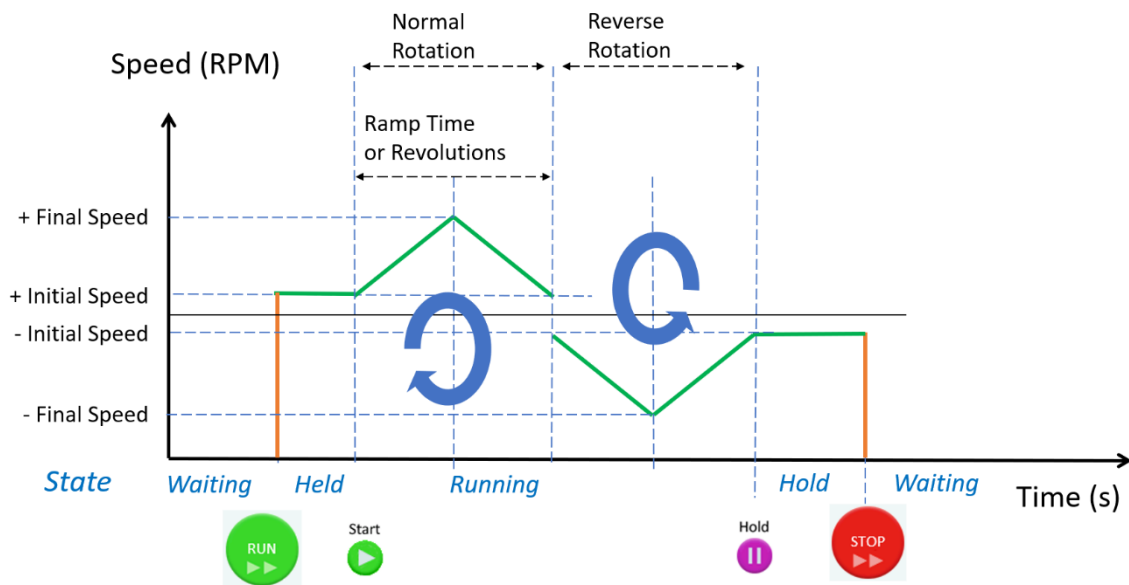 Normal
Rotation
Reverse
Rotation
Speed (RPM)
Ramp Time
or Revolutions
+ Final Speed
+ Initial Speed
- Initial Speed
- Final Speed
State
Waiting
Held
Running
Hold
Waiting
Time (s)
RUN
Start
Hold
STOP